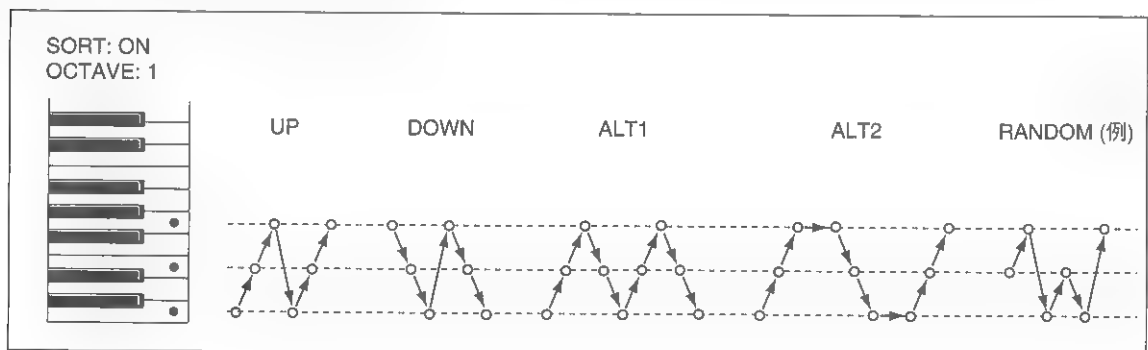 SORT: ON
OCTAVE: 1
UP DOWN ALT1 ALT2 RANDOM (例)